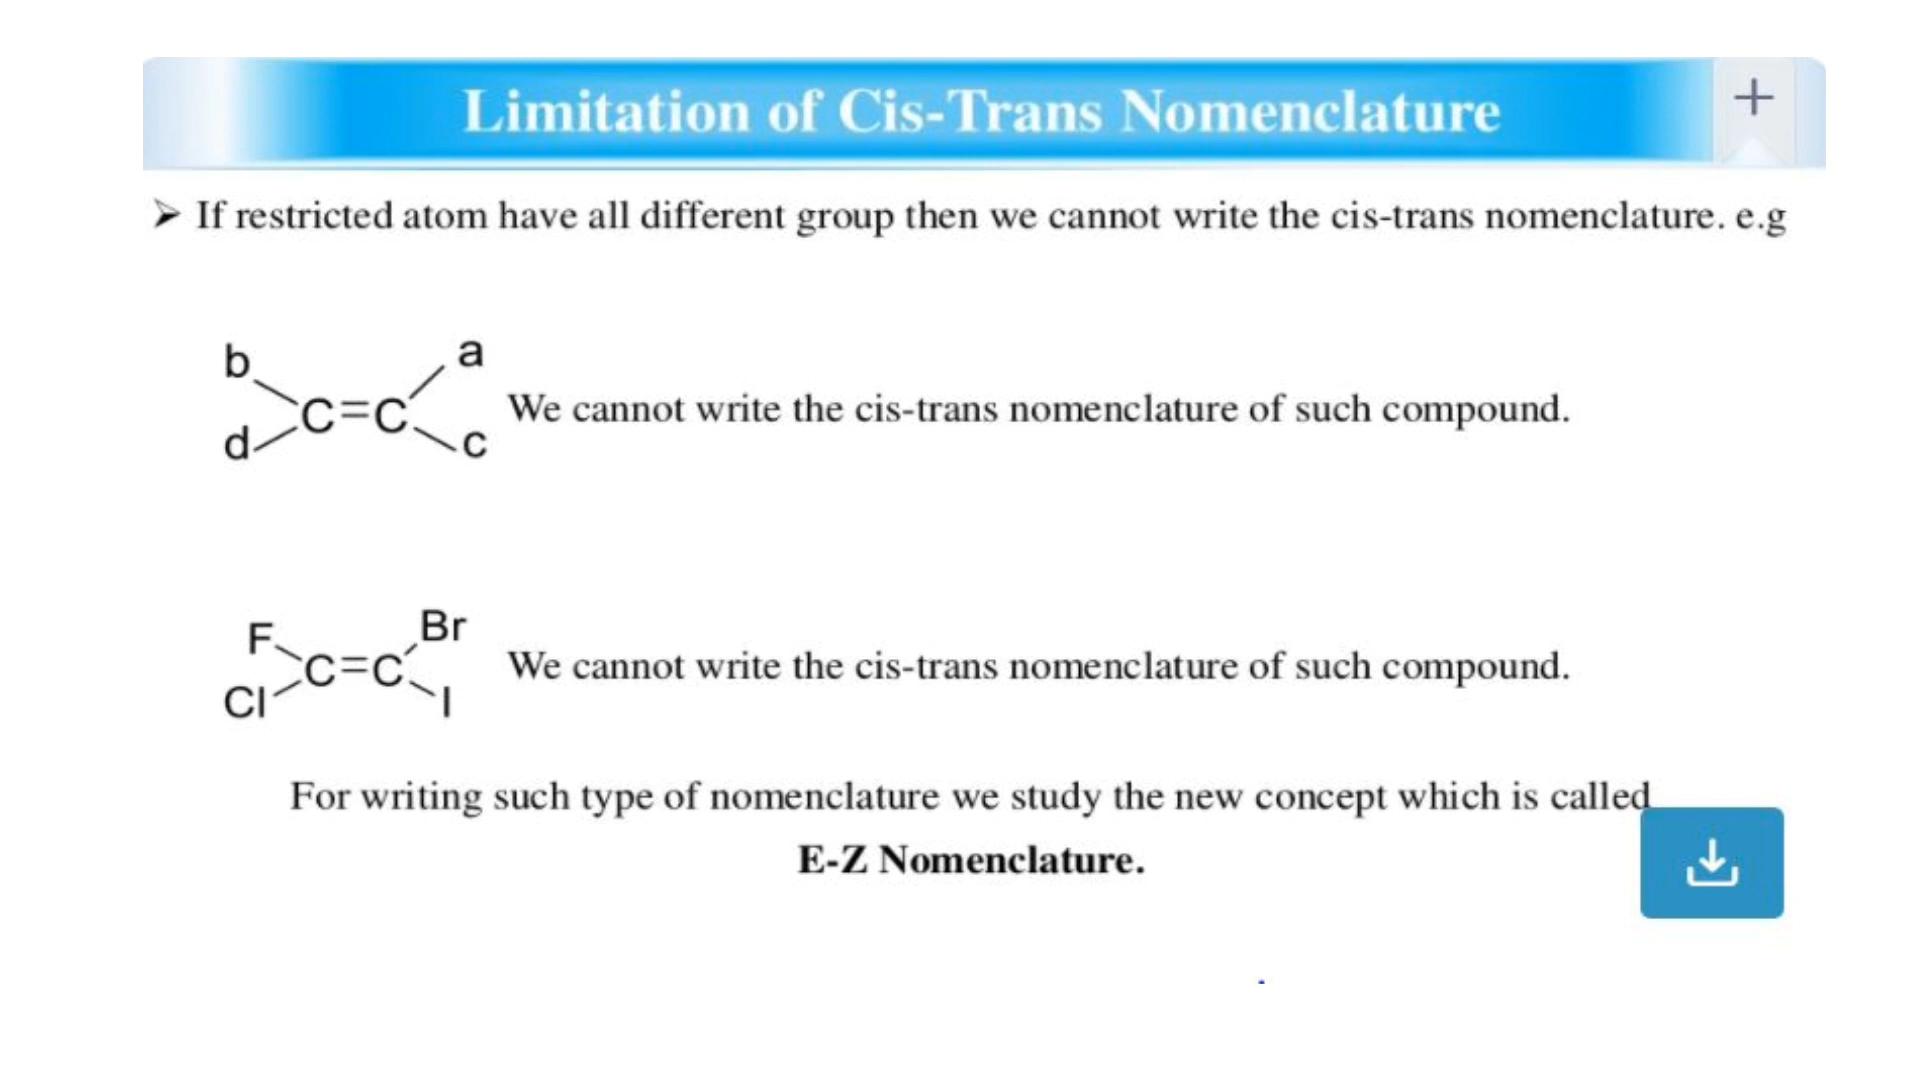 Limitation of Cis-Trans Nomenclature
➢ If restricted atom have all different group then we cannot write the cis-trans nomenclature. e.g
b a
C=C We cannot write the cis-trans nomenclature of such compound.
d c
F Br
C=C We cannot write the cis-trans nomenclature of such compound.
Cl I
For writing such type of nomenclature we study the new concept which is called
E-Z Nomenclature.